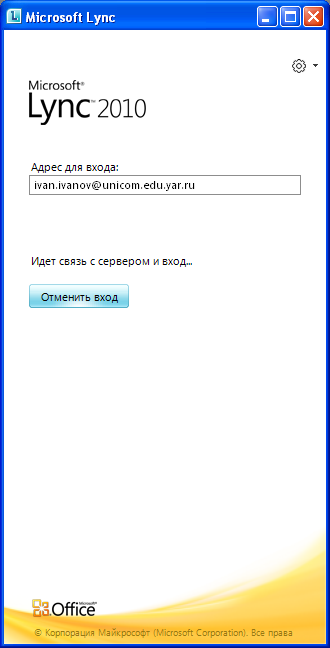 Microsoft Lync
Microsoft®
Lync™ 2010
Адрес для входа:
ivan.ivanov@unicom.edu.yar.ru
Идет связь с сервером и вход...
Отменить вход
Microsoft®
Office
© Корпорация Майкрософт (Microsoft Corporation). Все права